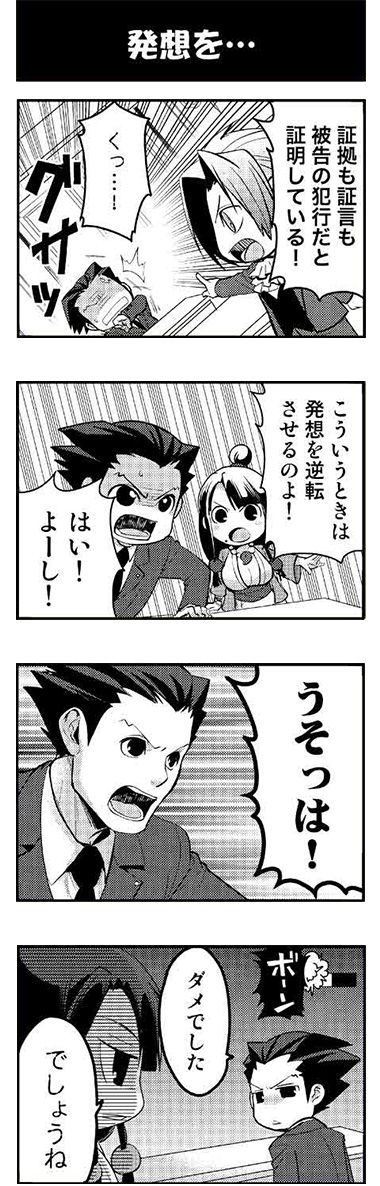 発想を…
証拠も証言も
被告の犯行だと
証明している!
くっ…!
グサッ
こういうときは
発想を逆転
させるのよ!
はい!
よーし!
うそっは!
ボーン
ダメでした
でしょうね